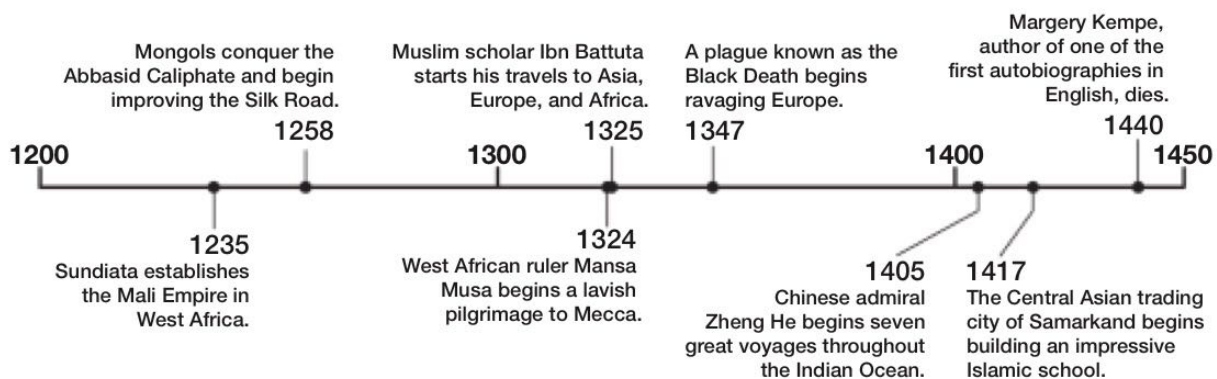 Mongols conquer the
Abbasid Caliphate and begin
improving the Silk Road.
1258
Muslim scholar Ibn Battuta
starts his travels to Asia,
Europe, and Africa.
1325
A plague known as the
Black Death begins
ravaging Europe.
1347
Margery Kempe,
author of one of the
first autobiographies in
English, dies.
1440
1200
1300
1400
1450
1235
Sundiata establishes
the Mali Empire in
West Africa.
1324
West African ruler Mansa
Musa begins a lavish
pilgrimage to Mecca.
1405
Chinese admiral
Zheng He begins seven
great voyages throughout
the Indian Ocean.
1417
The Central Asian trading
city of Samarkand begins
building an impressive
Islamic school.